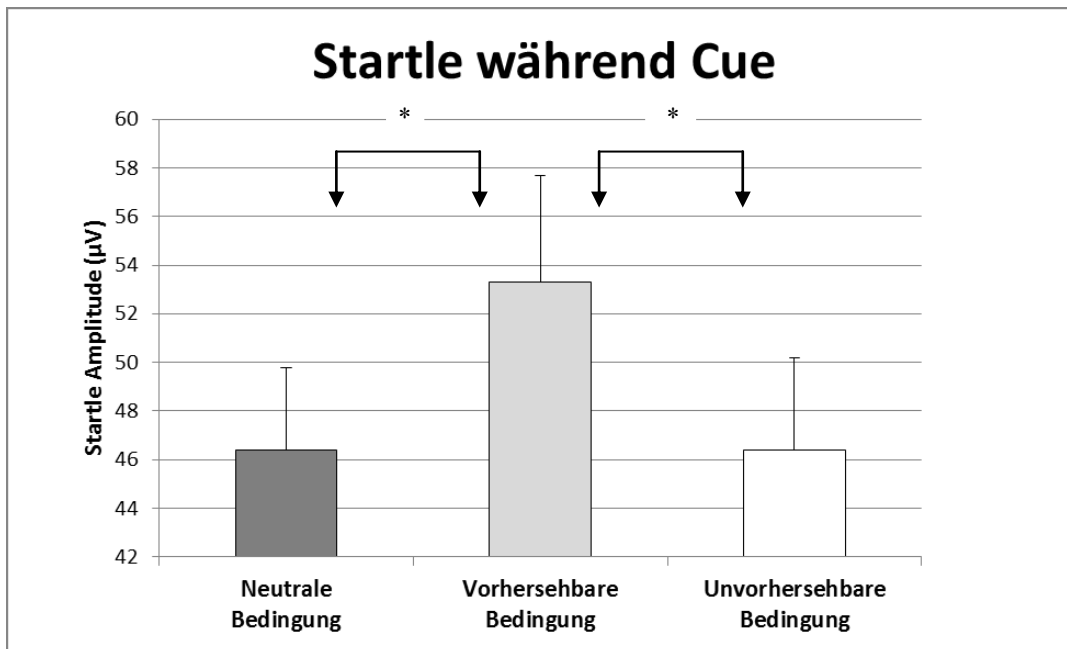 Startle während Cue
* *
Startle Amplitude (µV)
60
58
56
54
52
50
48
46
44
42
Neutrale Bedingung
Vorhersehbare Bedingung
Unvorhersehbare Bedingung